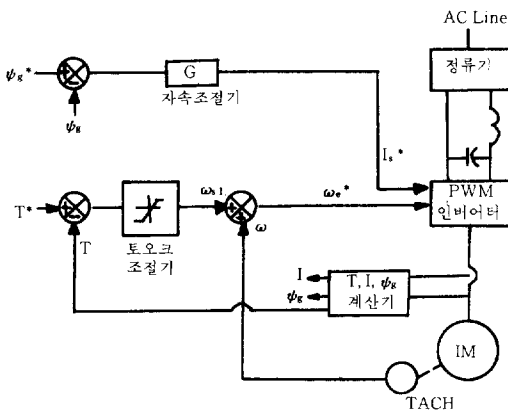 AC Line
정류기
ψg*
G
자속조절기
ψg
Is*
PWM
인버어터
T*
ωsl
ωe*
T
ω
토오크
조절기
I
ψg
T, I, ψg
계산기
IM
TACH